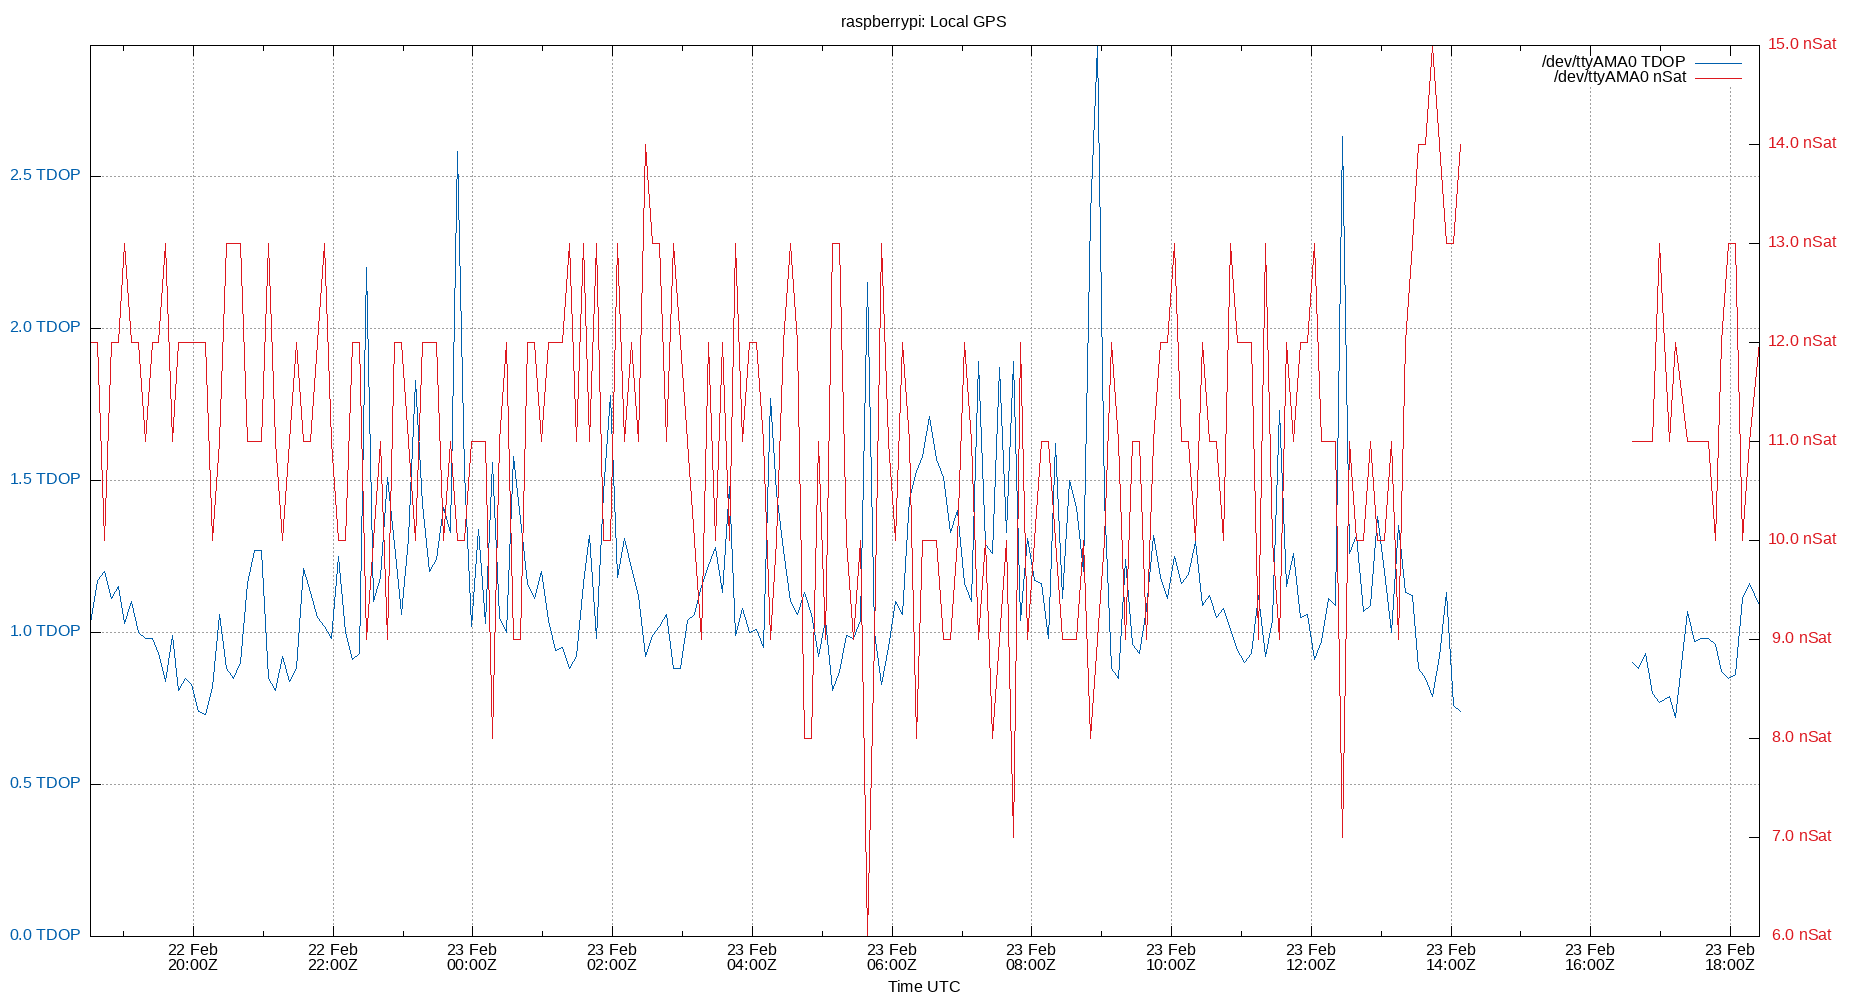 raspberrypi: Local GPS
/dev/ttyAMA0 TDOP
/dev/ttyAMA0 nSat
2.5 TDOP
2.0 TDOP
1.5 TDOP
1.0 TDOP
0.5 TDOP
0.0 TDOP
15.0 nSat
14.0 nSat
13.0 nSat
12.0 nSat
11.0 nSat
10.0 nSat
9.0 nSat
8.0 nSat
7.0 nSat
6.0 nSat
22 Feb
20:00Z
22 Feb
22:00Z
23 Feb
00:00Z
23 Feb
02:00Z
23 Feb
04:00Z
23 Feb
06:00Z
23 Feb
08:00Z
23 Feb
10:00Z
23 Feb
12:00Z
23 Feb
14:00Z
23 Feb
16:00Z
23 Feb
18:00Z
Time UTC